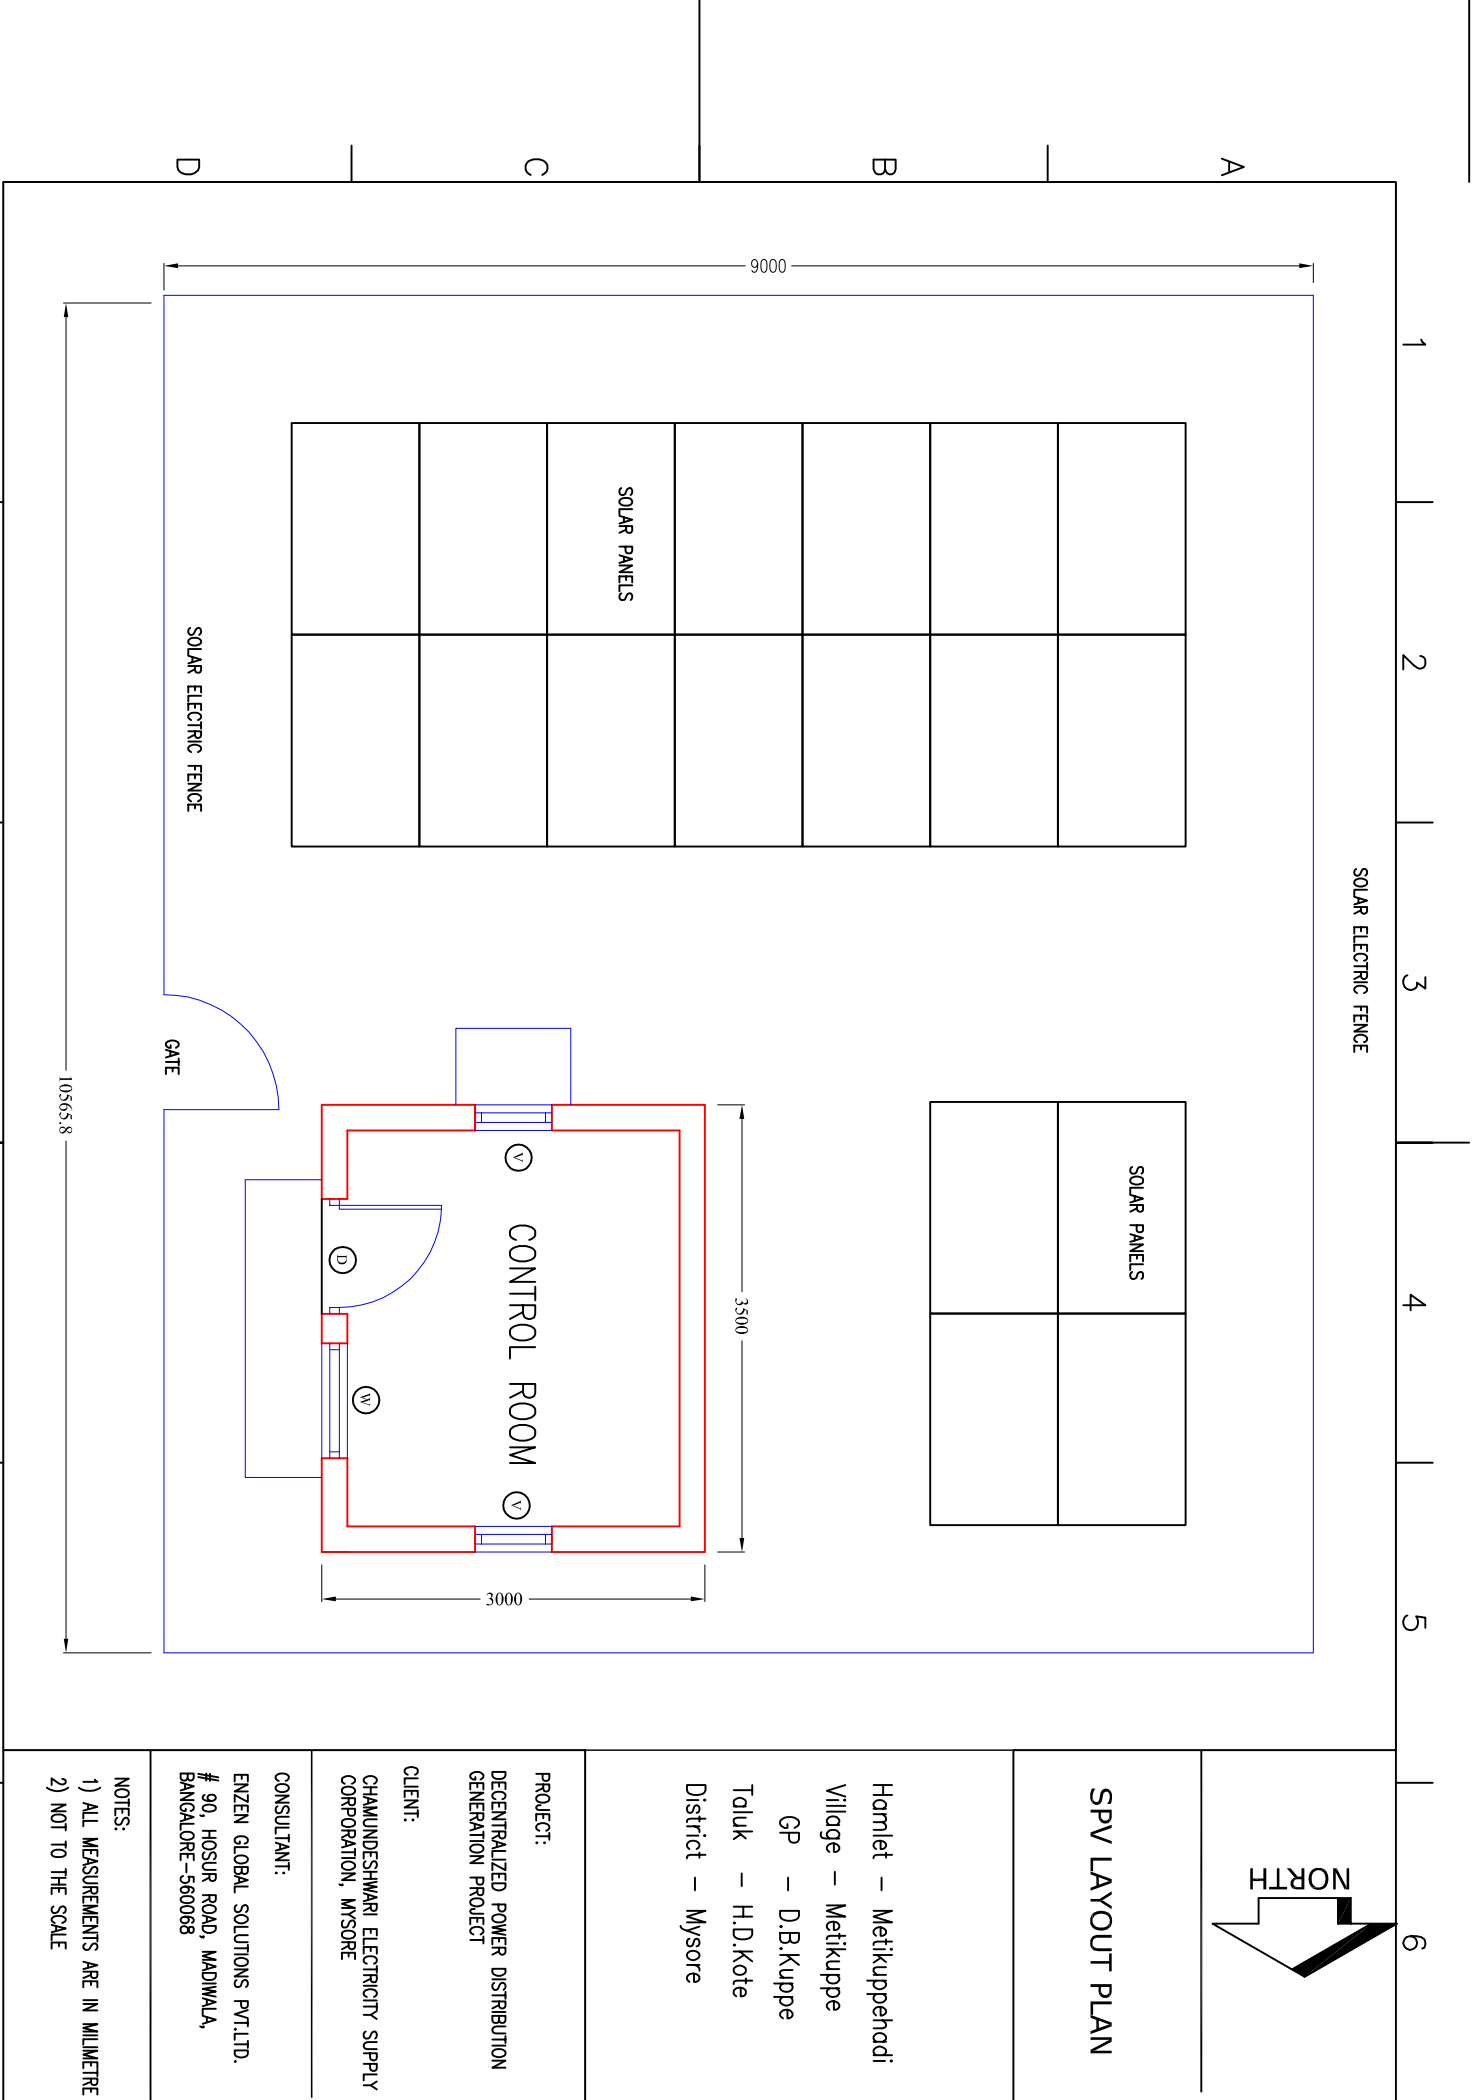 A
B
C
D
1
2
3
4
5
6
9000
10565.8
SOLAR ELECTRIC FENCE
SOLAR PANELS
SOLAR PANELS
SOLAR ELECTRIC FENCE
GATE
3500
3000
CONTROL ROOM
V
V
D
W
NORTH
SPV LAYOUT PLAN
Hamlet - Metikuppehadi
Village - Metikuppe
GP - D.B.Kuppe
Taluk - H.D.Kote
District - Mysore
PROJECT:
DECENTRALIZED POWER DISTRIBUTION
GENERATION PROJECT
CLIENT:
CHAMUNDESHWARI ELECTRICITY SUPPLY
CORPORATION, MYSORE
CONSULTANT:
ENZEN GLOBAL SOLUTIONS PVT.LTD.
# 90, HOSUR ROAD, MADIWALA,
BANGALORE-560068
NOTES:
1) ALL MEASUREMENTS ARE IN MILIMETRE
2) NOT TO THE SCALE